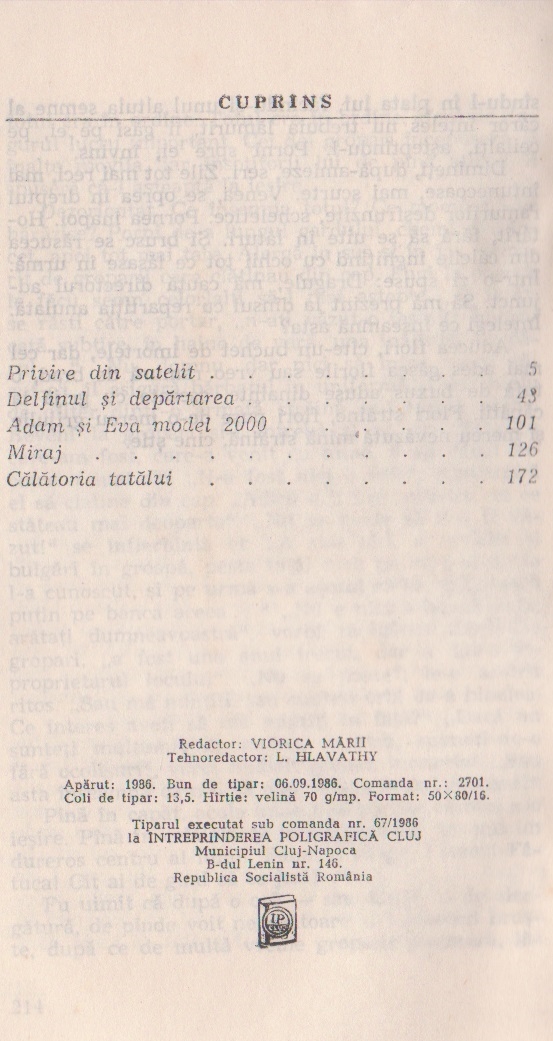 CUPRINS
Privire din satelit . . . . . . . . 5
Delfinul și depărtarea . . . . . . . 43
Adam și Eva model 2000 . . . . . . 101
Miraj . . . . . . . . . . 126
Călătoria tatălui . . . . . . . 172
Redactor: VIORICA MĂRII
Tehnoredactor: L. HLAVATHY
Apărut: 1986. Bun de tipar: 06.09.1986. Comanda nr.: 2701.
Coli de tipar: 13,5. Hîrtie: velină 70 g/mp. Format: 50×80/16.
Tiparul executat sub comanda nr. 67/1986
la ÎNTREPRINDEREA POLIGRAFICĂ CLUJ
Municipiul Cluj-Napoca
B-dul Lenin nr. 146.
Republica Socialistă România
IP
CLUJ